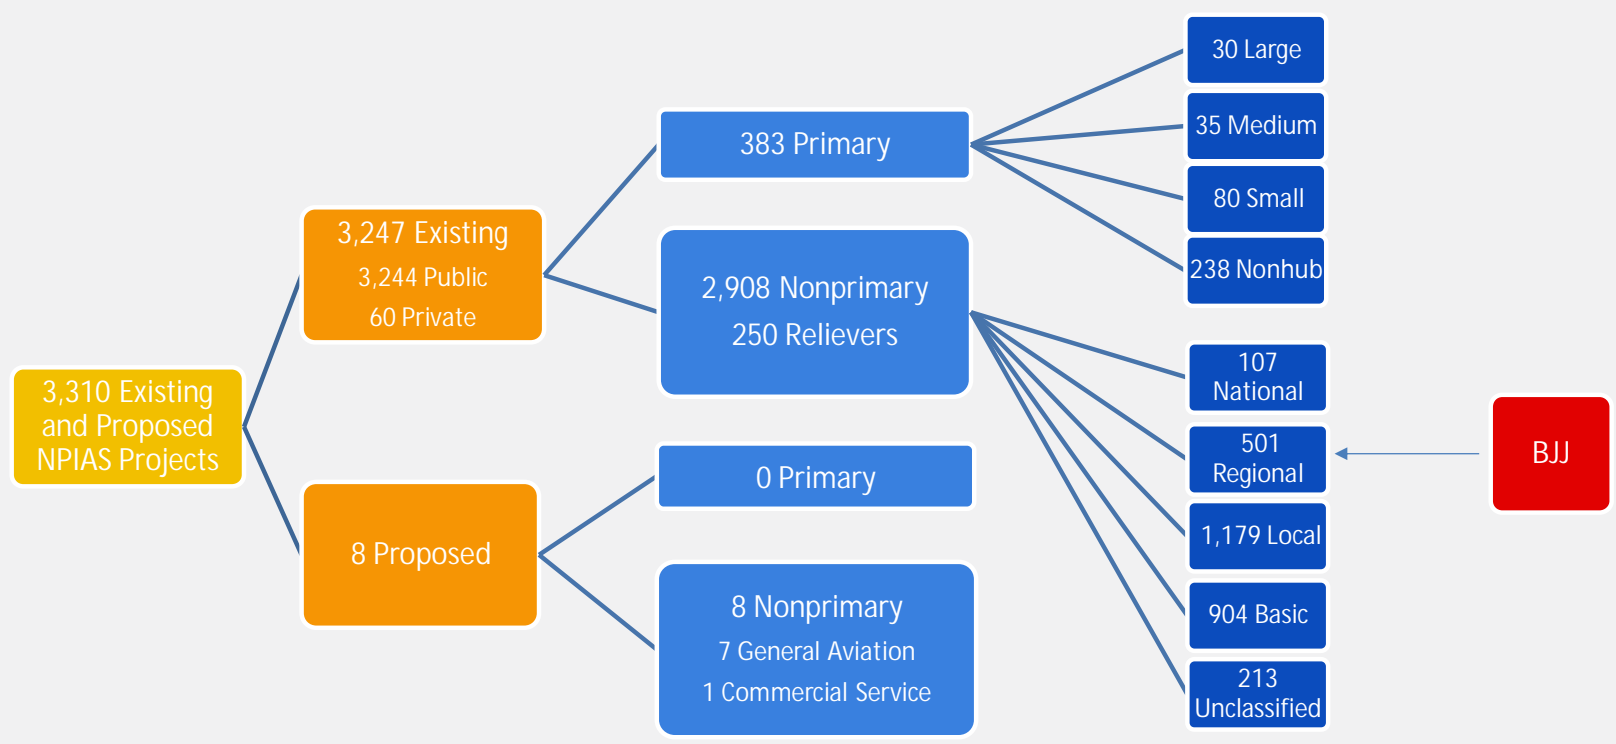 3,310 Existing
and Proposed
NPIAS Projects
3,247 Existing
3,244 Public
60 Private
8 Proposed
383 Primary
2,908 Nonprimary
250 Relievers
0 Primary
8 Nonprimary
7 General Aviation
1 Commercial Service
30 Large
35 Medium
80 Small
238 Nonhub
107
National
501
Regional
1,179 Local
904 Basic
213
Unclassified
BJJ